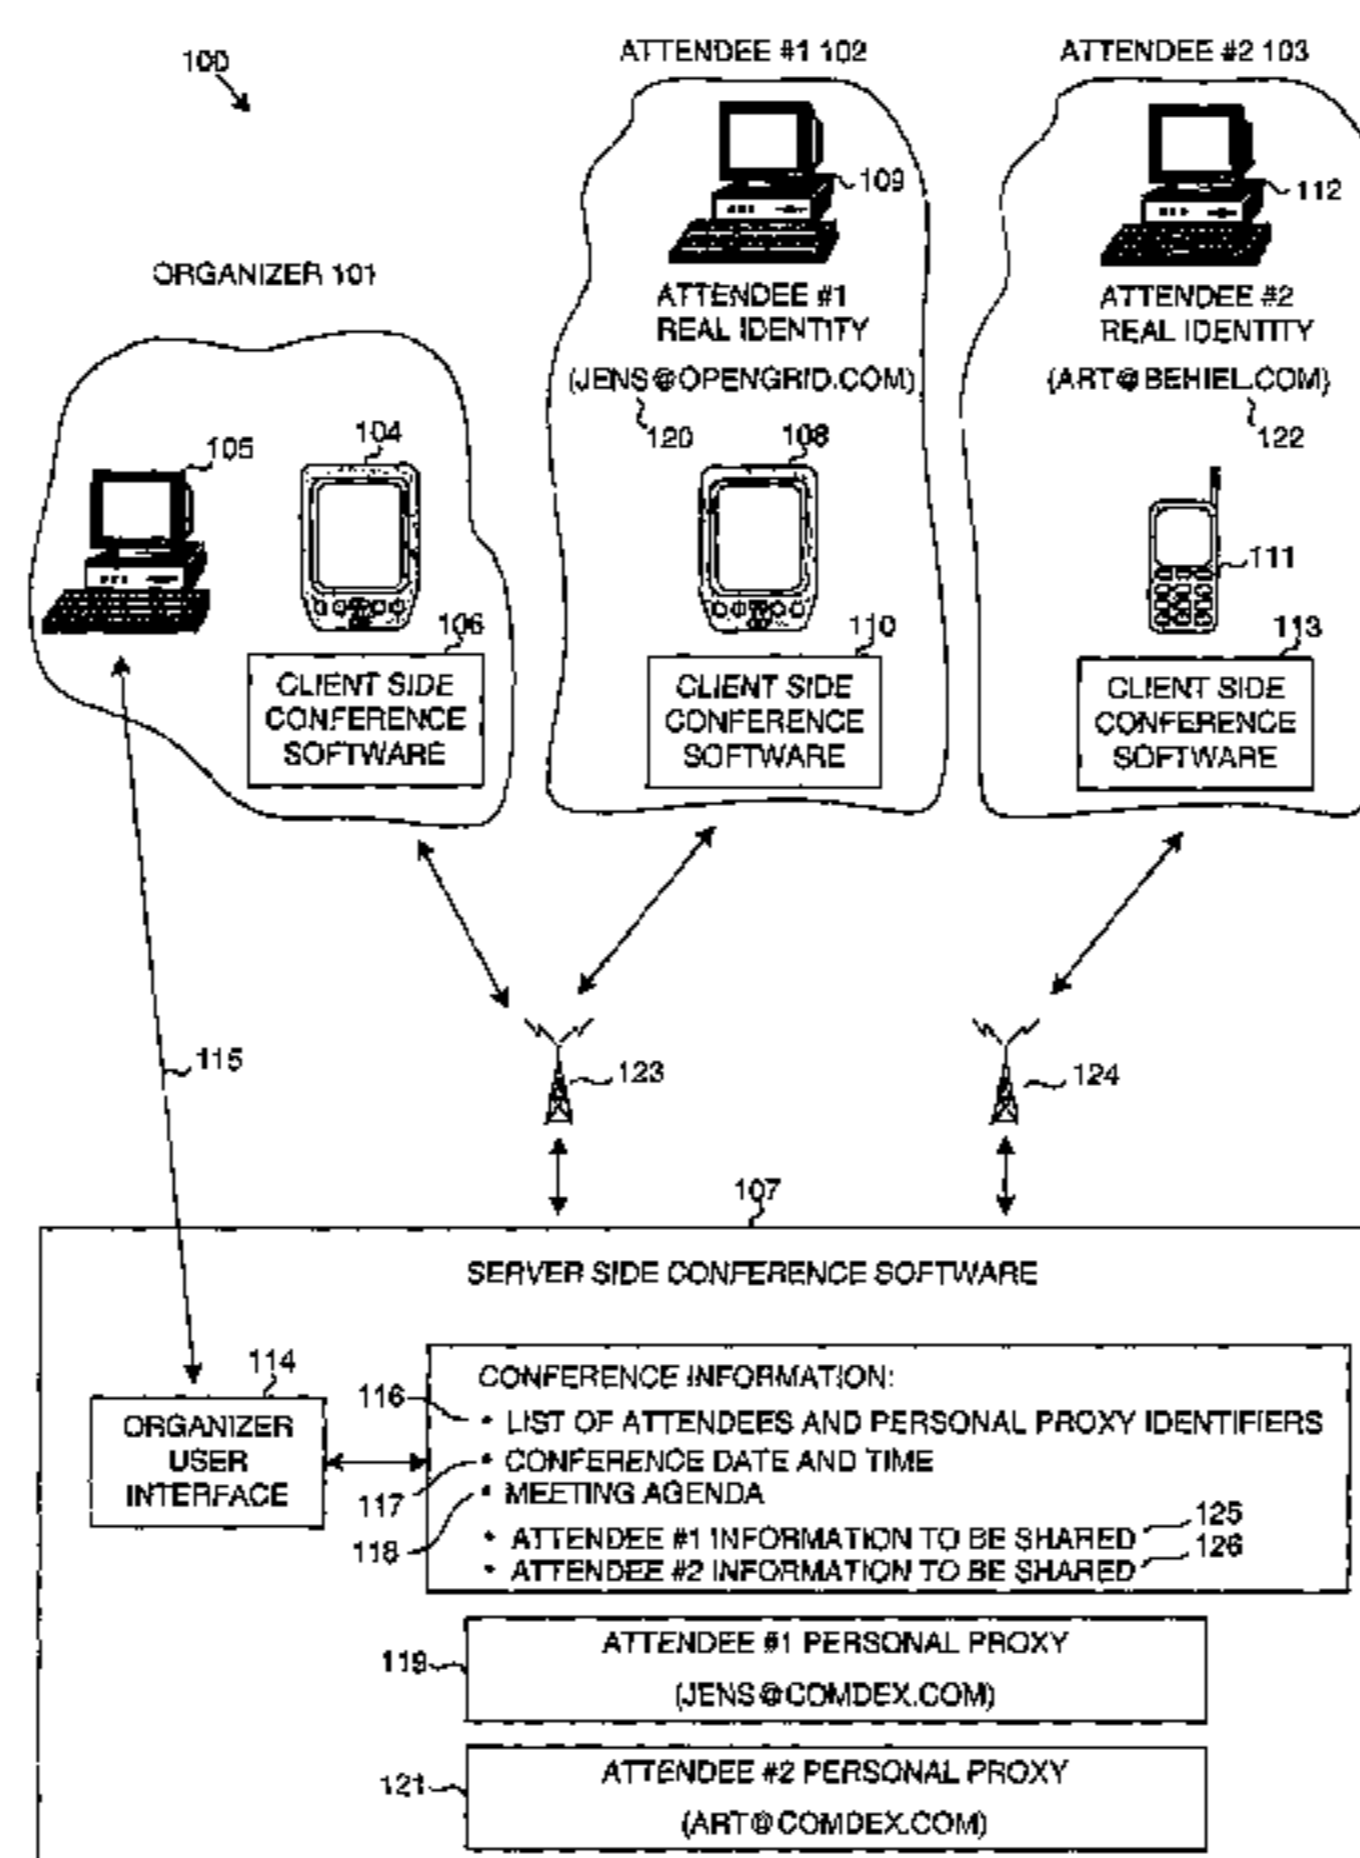 100
ATTENDEE #1 102
ATTENDEE #2 103
109
112
ORGANIZER 101
ATTENDEE #1
REAL IDENTITY
(JENS@OPENGRID.COM)
120
ATTENDEE #2
REAL IDENTITY
(ART@BEHIEL.COM)
122
105
104
108
111
106
110
113
CLIENT SIDE
CONFERENCE
SOFTWARE
CLIENT SIDE
CONFERENCE
SOFTWARE
CLIENT SIDE
CONFERENCE
SOFTWARE
115
123
124
107
SERVER SIDE CONFERENCE SOFTWARE
114
ORGANIZER
USER
INTERFACE
CONFERENCE INFORMATION:
116
• LIST OF ATTENDEES AND PERSONAL PROXY IDENTIFIERS
• CONFERENCE DATE AND TIME
117
• MEETING AGENDA
118
• ATTENDEE #1 INFORMATION TO BE SHARED 125
• ATTENDEE #2 INFORMATION TO BE SHARED 126
119
ATTENDEE #1 PERSONAL PROXY
(JENS@COMDEX.COM)
121
ATTENDEE #2 PERSONAL PROXY
(ART@COMDEX.COM)